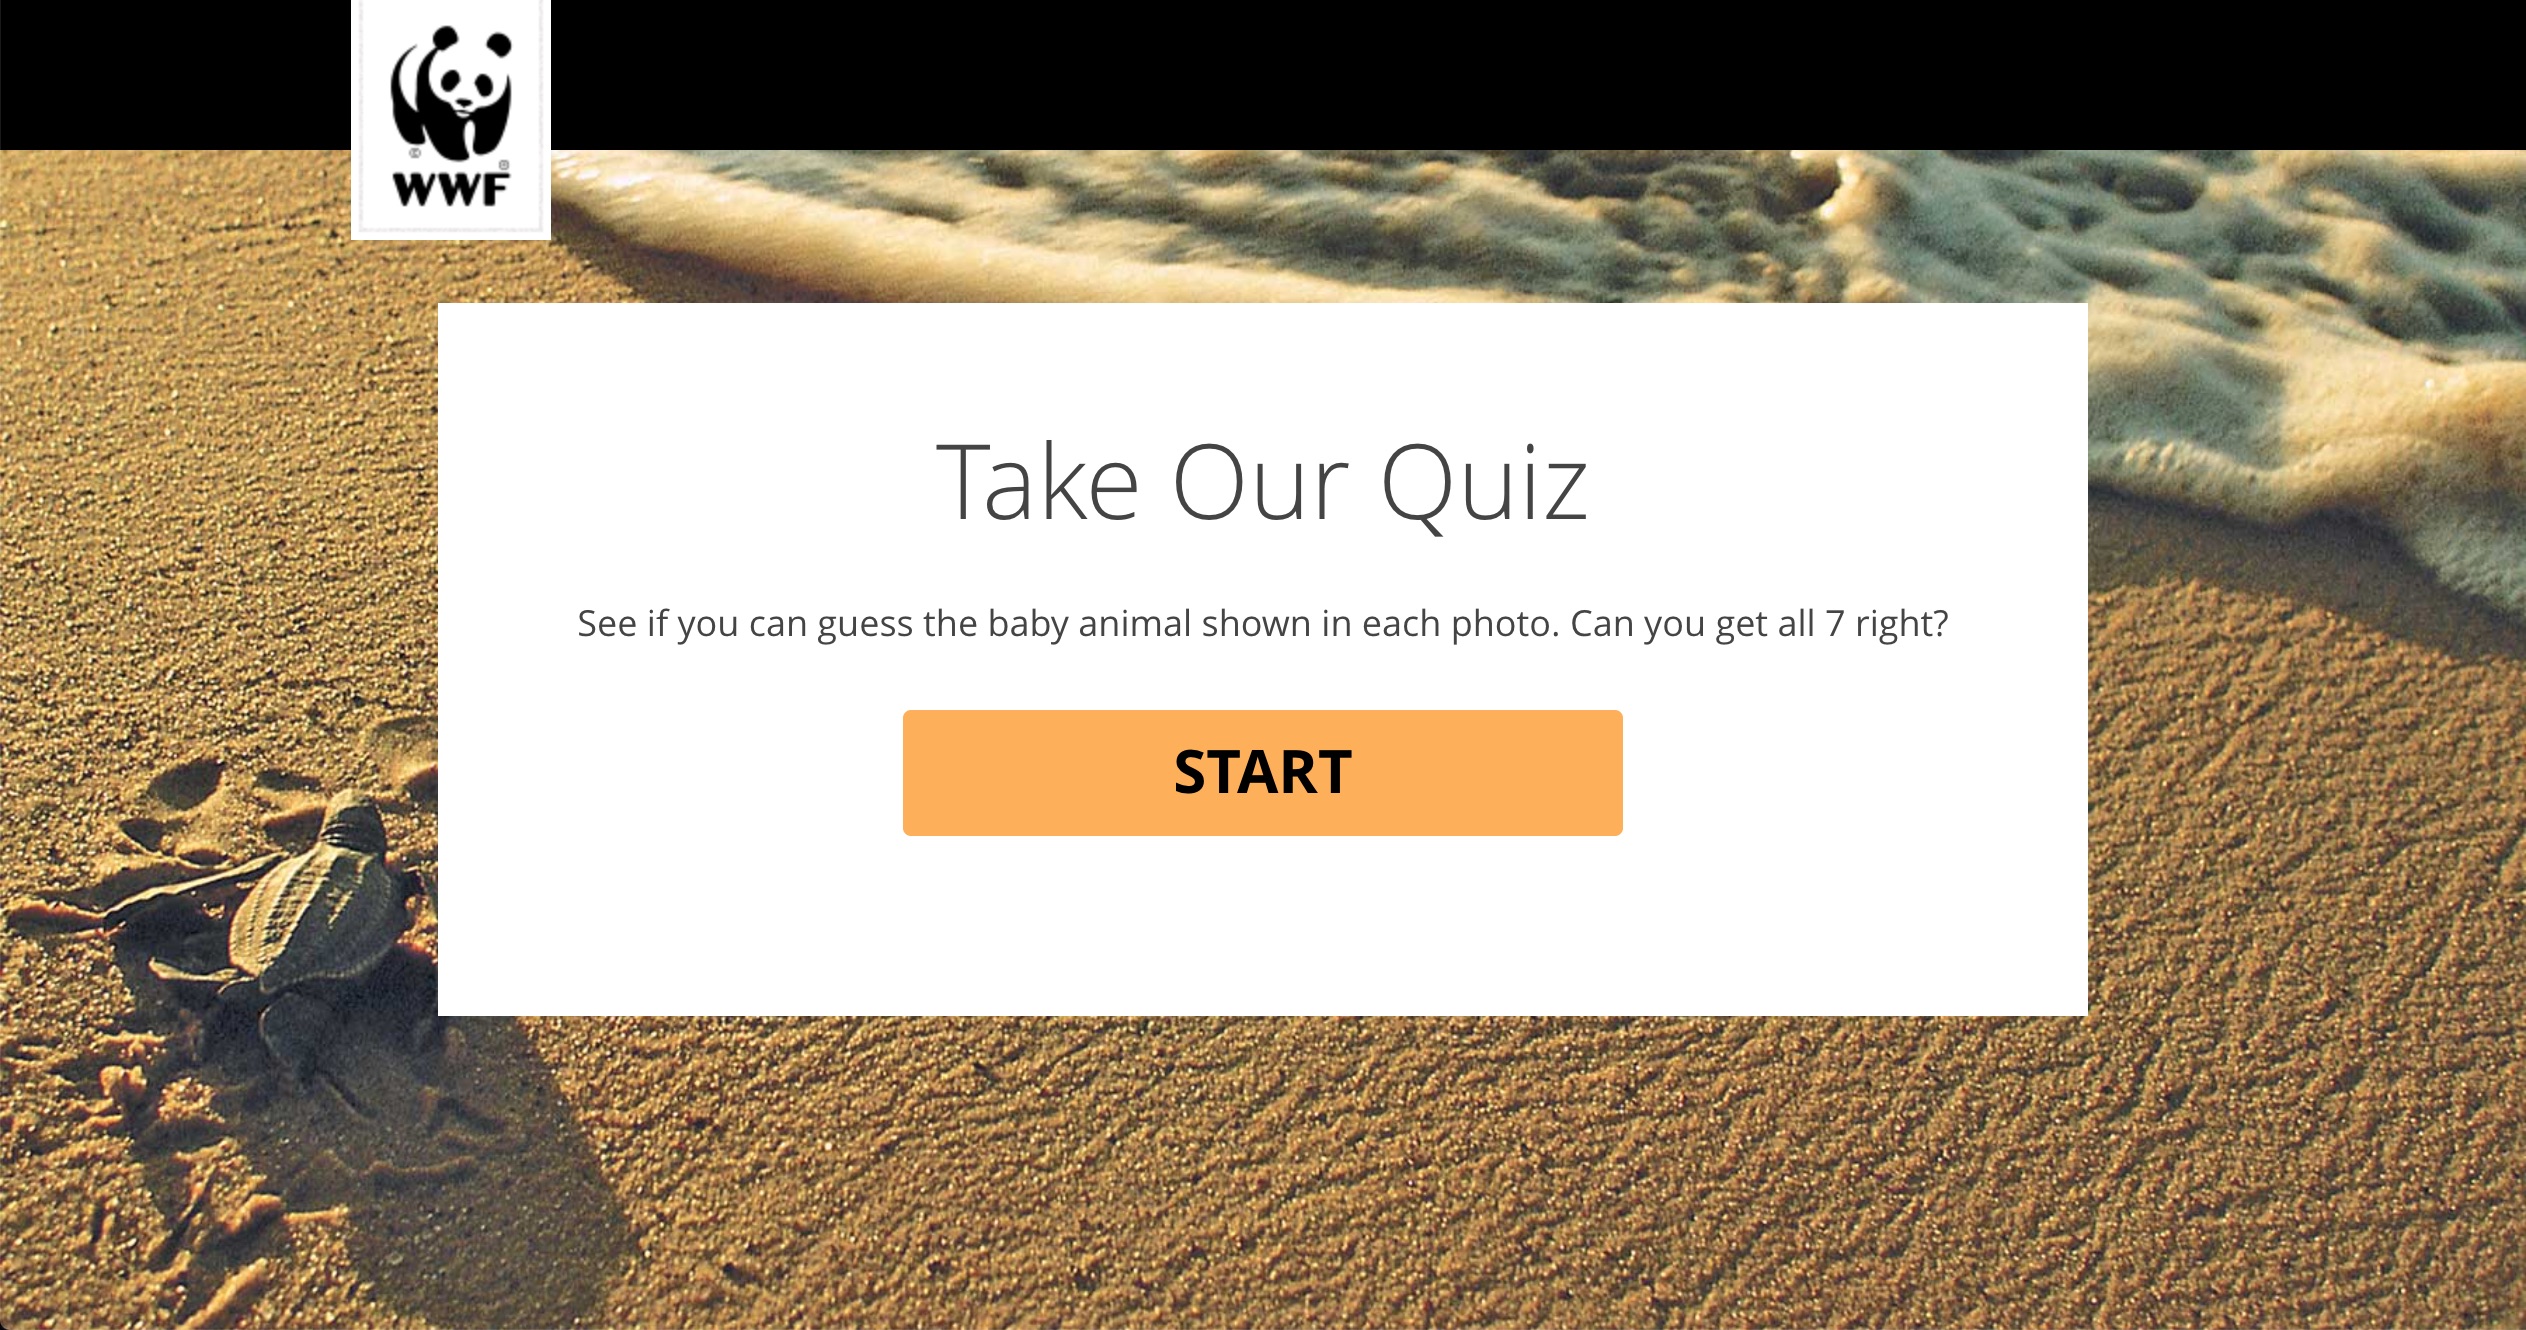 WWF
Take Our Quiz
See if you can guess the baby animal shown in each photo. Can you get all 7 right?
START